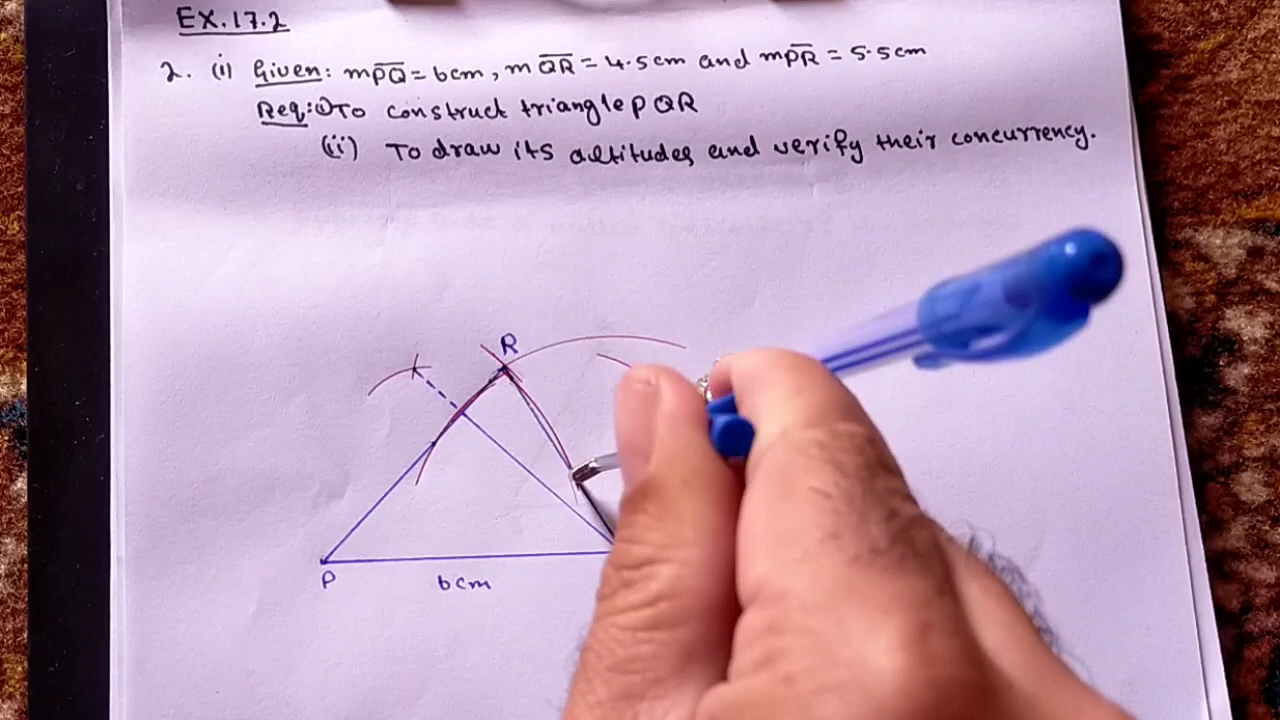 EX.17.2
2. (i) Given: mPQ = 6cm, m QR = 4.5cm and mPR = 5.5cm
Req:(i) To construct triangle PQR
(ii) To draw its altitudes and verify their concurrency.
R
P
6cm